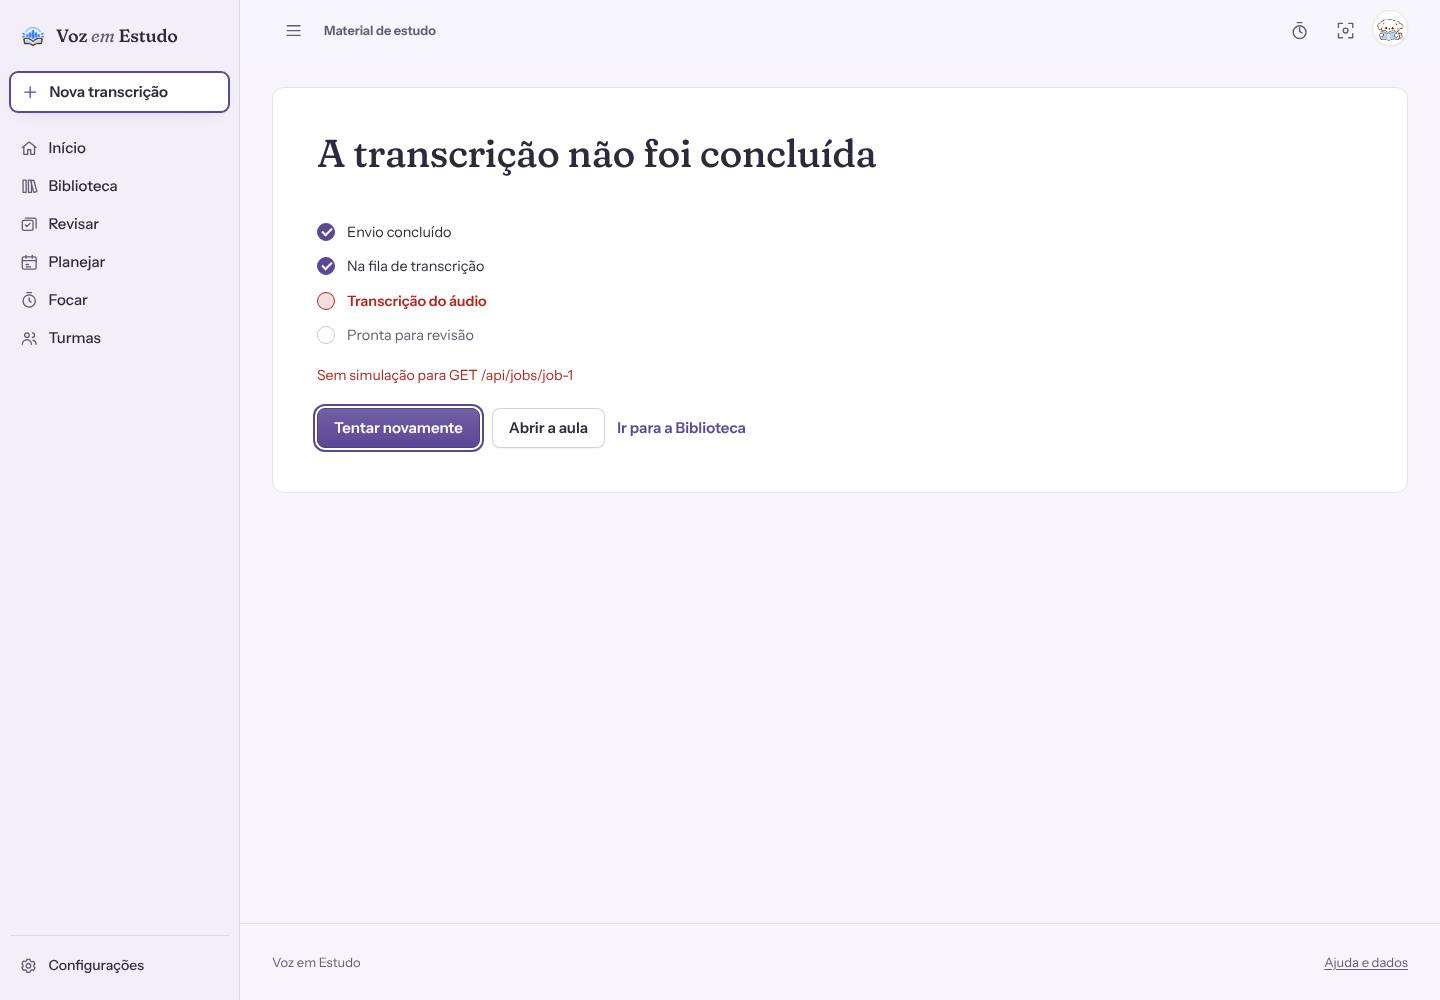 Voz em Estudo
Nova transcrição
Início
Biblioteca
Revisar
Planejar
Focar
Turmas
Configurações
Material de estudo
A transcrição não foi concluída
Envio concluído
Na fila de transcrição
Transcrição do áudio
Pronta para revisão
Sem simulação para GET /api/jobs/job-1
Tentar novamente
Abrir a aula
Ir para a Biblioteca
Voz em Estudo
Ajuda e dados